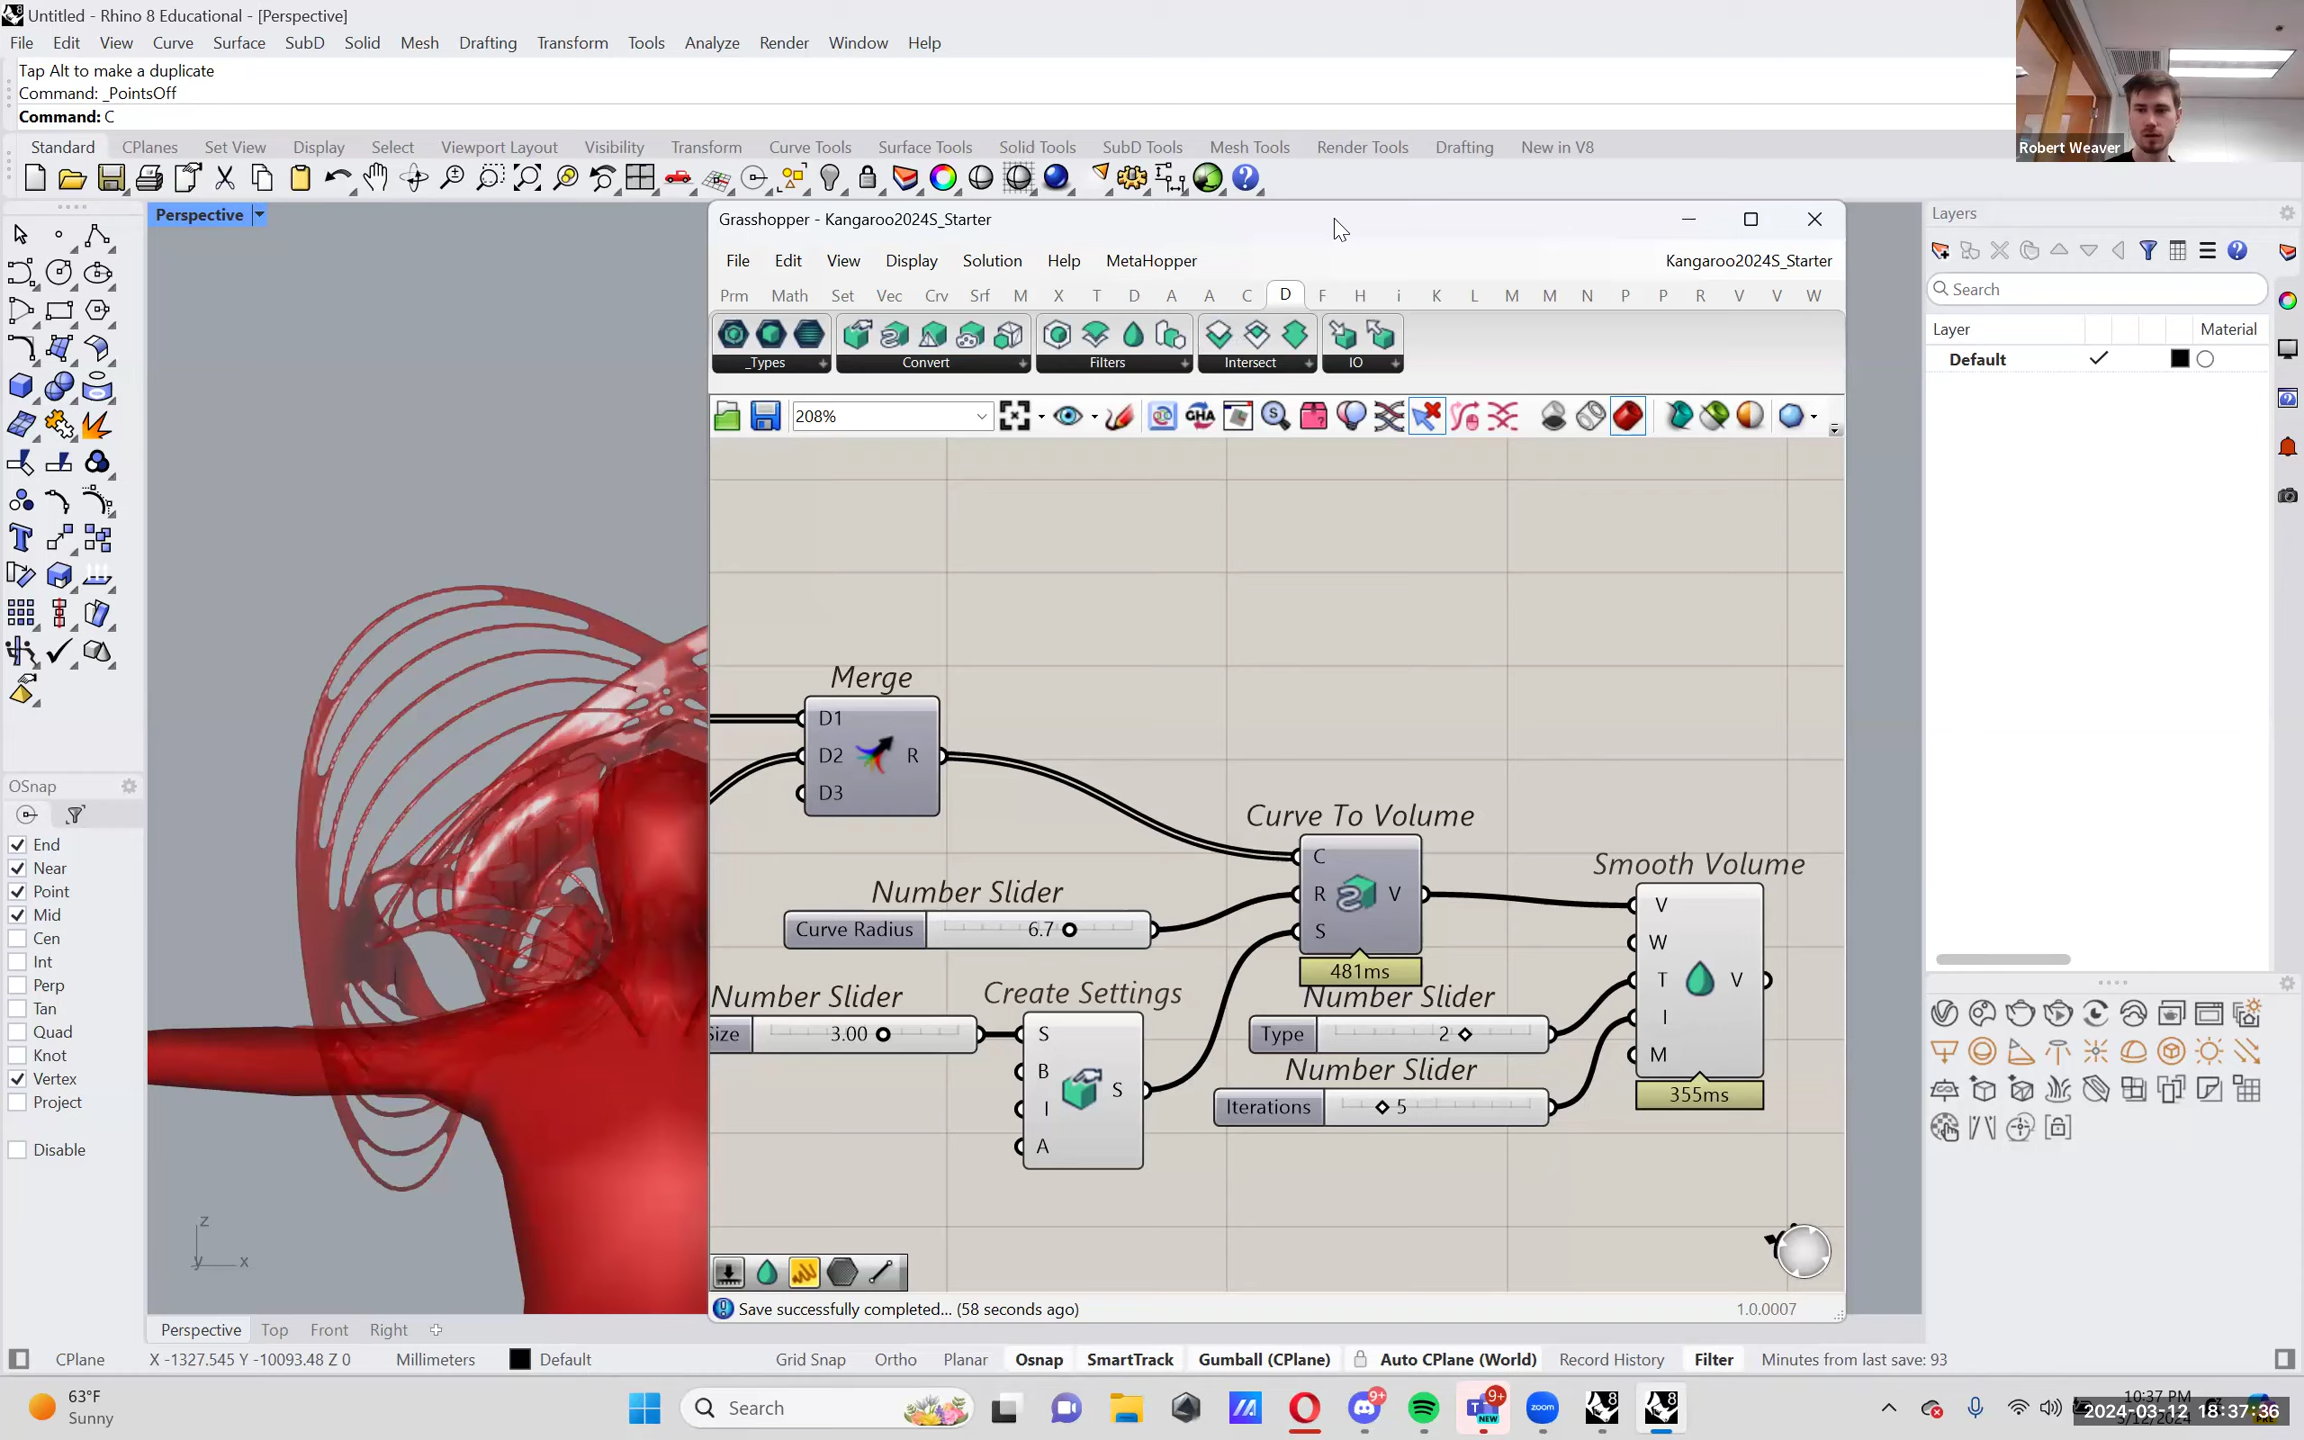 Untitled - Rhino 8 Educational - [Perspective]
File Edit View Curve Surface SubD Solid Mesh Drafting Transform Tools Analyze Render Window Help
Tap Alt to make a duplicate
Command: _PointsOff
Command: C
Robert Weaver
Standard CPlanes Set View Display Select Viewport Layout Visibility Transform Curve Tools Surface Tools Solid Tools SubD Tools Mesh Tools Render Tools Drafting New in V8
Perspective
Grasshopper - Kangaroo2024S_Starter
File Edit View Display Solution Help MetaHopper Kangaroo2024S_Starter
Prm Math Set Vec Crv Srf M X T D A A C D F H i K L M M N P P R V V W
_Types Convert Filters Intersect IO
208%
Merge
D1
D2 R
D3
Curve To Volume
C
R V
S
481ms
Number Slider
Curve Radius 6.7
Number Slider
Size 3.00
Create Settings
S
B
I S
A
Number Slider
Type 2
Number Slider
Iterations 5
Smooth Volume
V
W
T V
I
M
355ms
Save successfully completed... (58 seconds ago) 1.0.0007
Layers
Search
Layer Material
Default
OSnap
End
Near
Point
Mid
Cen
Int
Perp
Tan
Quad
Knot
Vertex
Project
Disable
z
y x
Perspective Top Front Right
CPlane X -1327.545 Y -10093.48 Z 0 Millimeters Default Grid Snap Ortho Planar Osnap SmartTrack Gumball (CPlane) Auto CPlane (World) Record History Filter Minutes from last save: 93
63°F
Sunny
Search
9+
9+
NEW
zoom
10:37 PM
2024-03-12 18:37:36